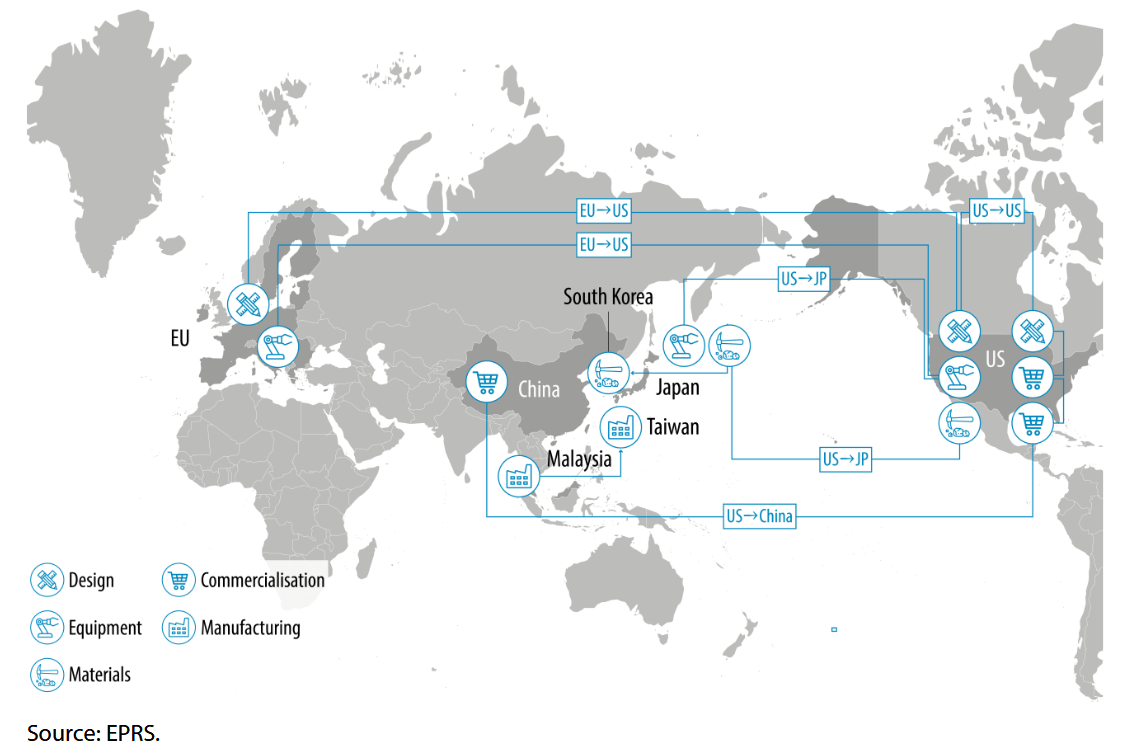 EU→US
US→US
EU→US
US→JP
South Korea
EU
US
China
Japan
Taiwan
Malaysia
US→JP
US→China
Design
Commercialisation
Equipment
Manufacturing
Materials
Source: EPRS.